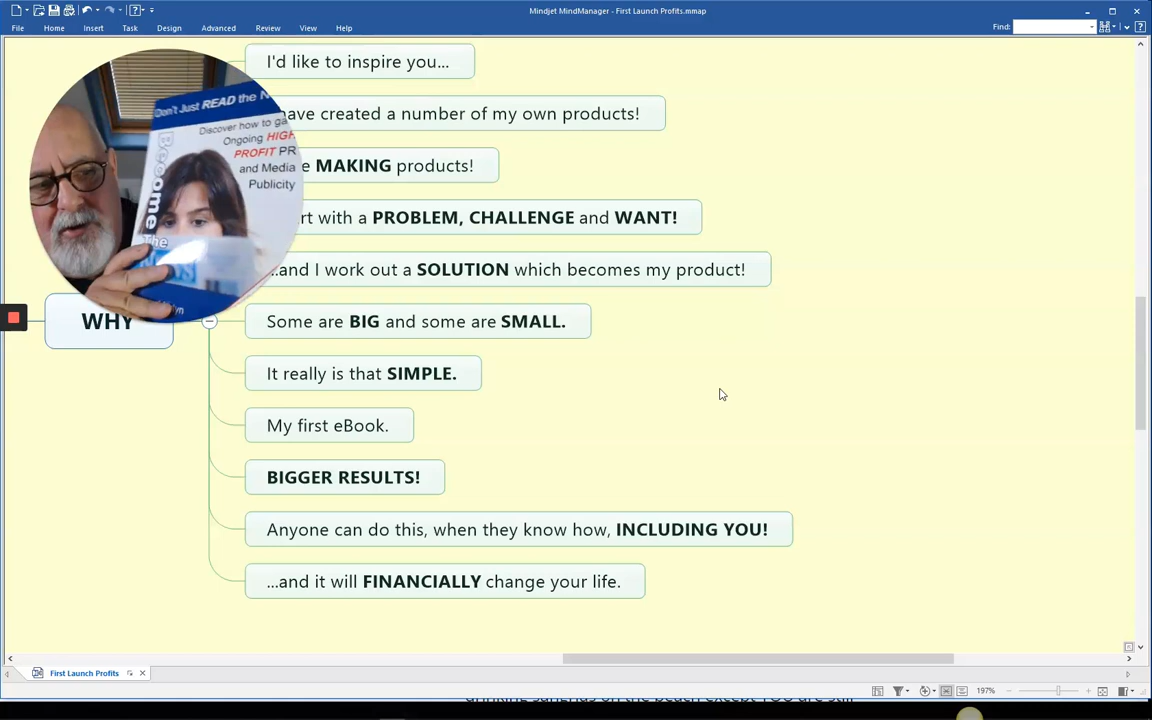 Mindjet MindManager - First Launch Profits.mmap
File Home Insert Task Design Advanced Review View Help
Find:
I'd like to inspire you...
have created a number of my own products!
MAKING products!
with a PROBLEM, CHALLENGE and WANT!
...and I work out a SOLUTION which becomes my product!
WHY
Some are BIG and some are SMALL.
It really is that SIMPLE.
My first eBook.
BIGGER RESULTS!
Anyone can do this, when they know how, INCLUDING YOU!
...and it will FINANCIALLY change your life.
Don't Just READ the
Discover how to
Ongoing HIGH
PROFIT PR
and Media
Publicity
Become The
First Launch Profits
197%